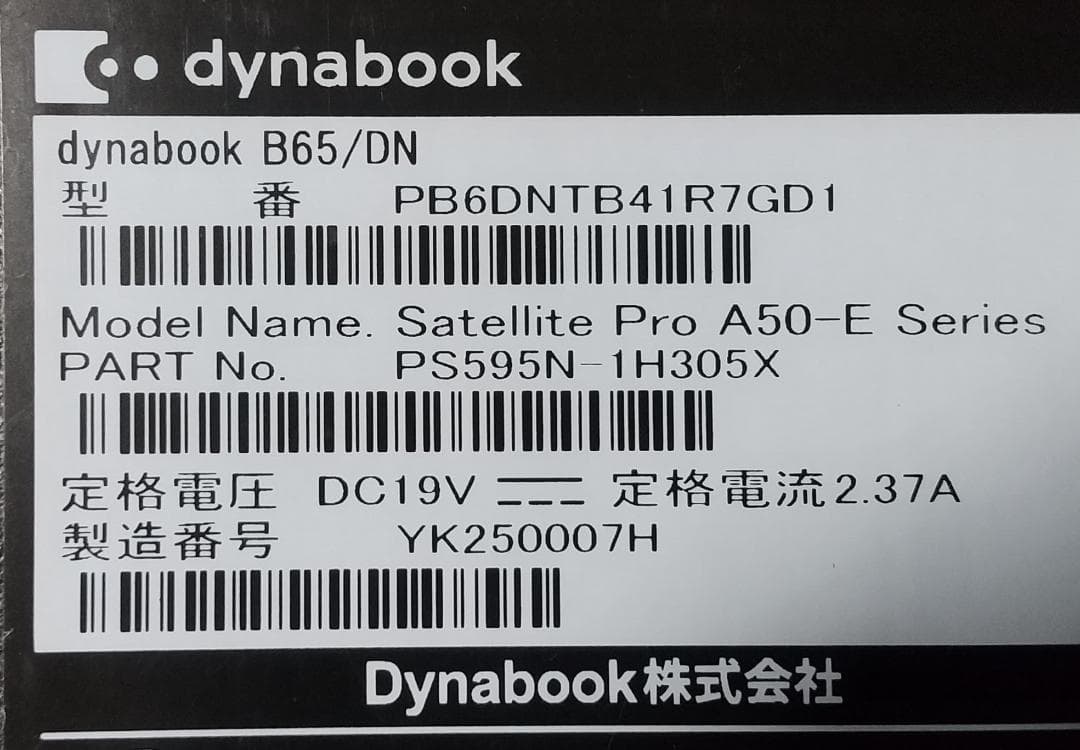 dynabook
dynabook B65/DN
型 番 PB6DNTB41R7GD1
Model Name. Satellite Pro A50-E Series
PART No. PS595N-1H305X
定格電圧 DC19V ⎓ 定格電流2.37A
製造番号 YK250007H
Dynabook株式会社